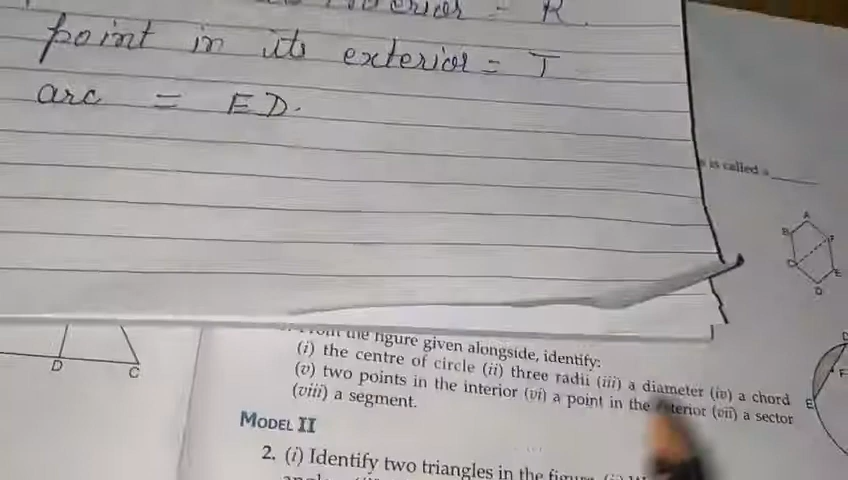 point in its exterior = T
arc = ED.
is called a
A
B
F
C
E
D
D
C
the figure given alongside, identify:
(i) the centre of circle (ii) three radii (iii) a diameter (iv) a chord
(v) two points in the interior (vi) a point in the exterior (vii) a sector
(viii) a segment.
E
F
MODEL II
2. (i) Identify two triangles in the figure